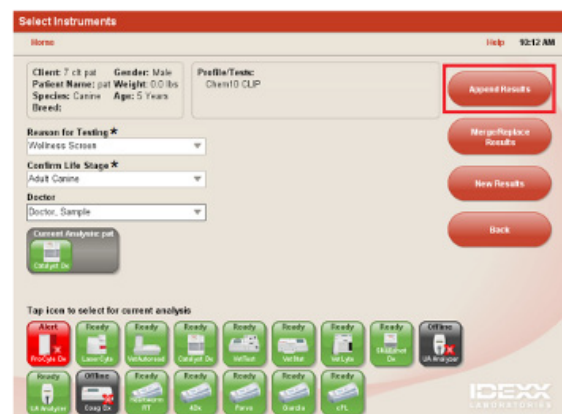 Select Instruments
Home
Help
10:12 AM
Client: 7 clt pat Gender: Male
Patient Name: pat Weight: 0.0 lbs
Species: Canine Age: 5 Years
Breed:
Profile/Tests:
Chem10 CLIP
Append Results
Reason for Testing *
Wellness Screen
Merge/Replace
Results
Confirm Life Stage *
Adult Canine
New Results
Doctor
Doctor, Sample
Back
Current Analysis: pat
Catalyst Dx
Tap icon to select for current analysis
Alert Ready Ready Ready Ready Ready Ready Ready Offline
ProCyte Dx LaserCyte VetAutoread Catalyst Dx VetTest VetStat VetLyte SNAPshot Dx UA Analyzer
Ready Offline Ready Ready Ready Ready Ready
UA Analyzer Coag Dx Heartworm RT 4Dx Parvo Giardia cPL
IDEXX
LABORATORIES